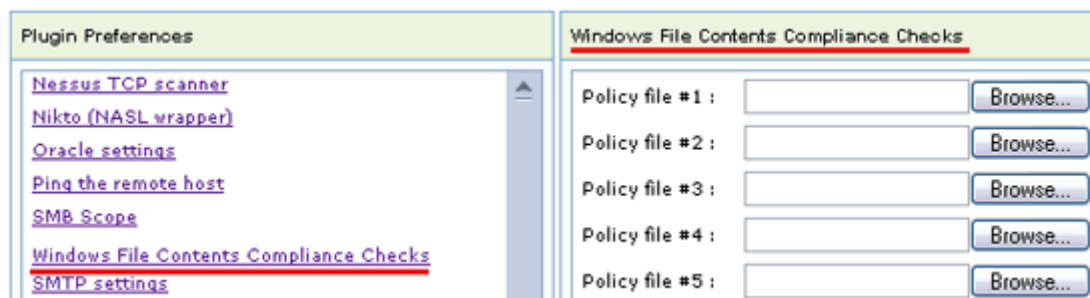 Plugin Preferences
Nessus TCP scanner
Nikto (NASL wrapper)
Oracle settings
Ping the remote host
SMB Scope
Windows File Contents Compliance Checks
SMTP settings
Windows File Contents Compliance Checks
Policy file #1 : Browse...
Policy file #2 : Browse...
Policy file #3 : Browse...
Policy file #4 : Browse...
Policy file #5 : Browse...